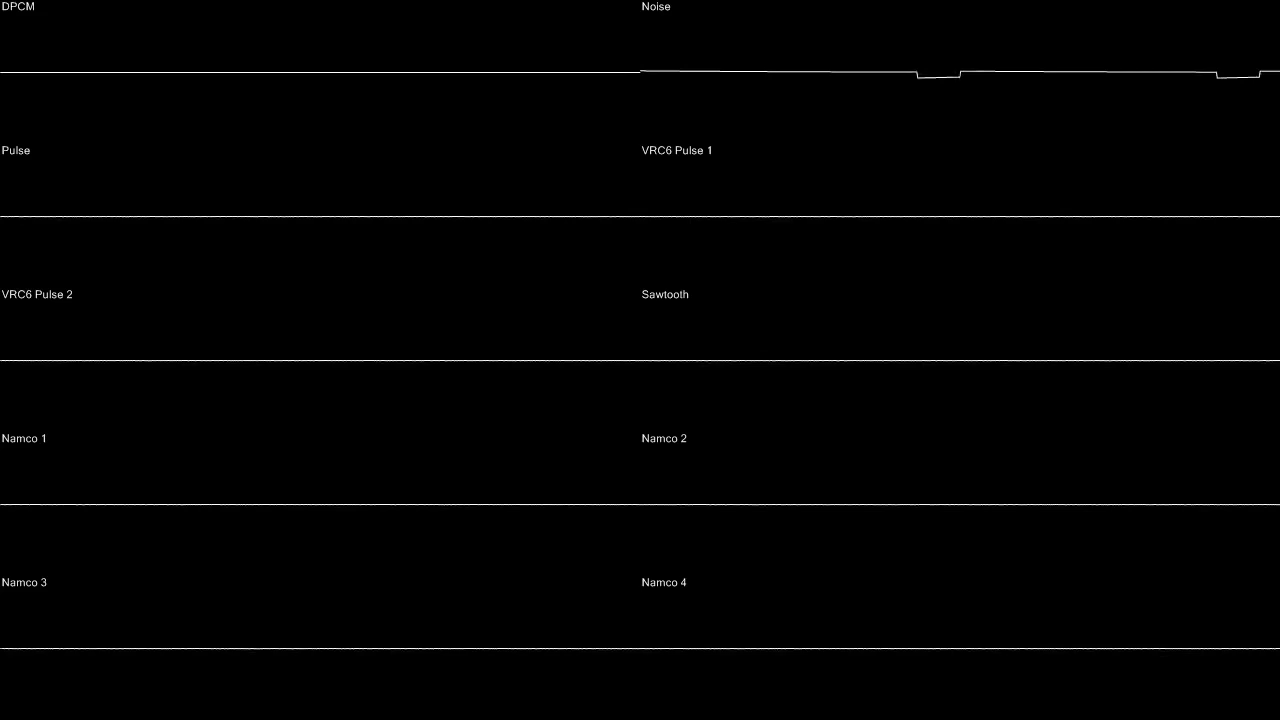 DPCM
Noise
Pulse
VRC6 Pulse 1
VRC6 Pulse 2
Sawtooth
Namco 1
Namco 2
Namco 3
Namco 4